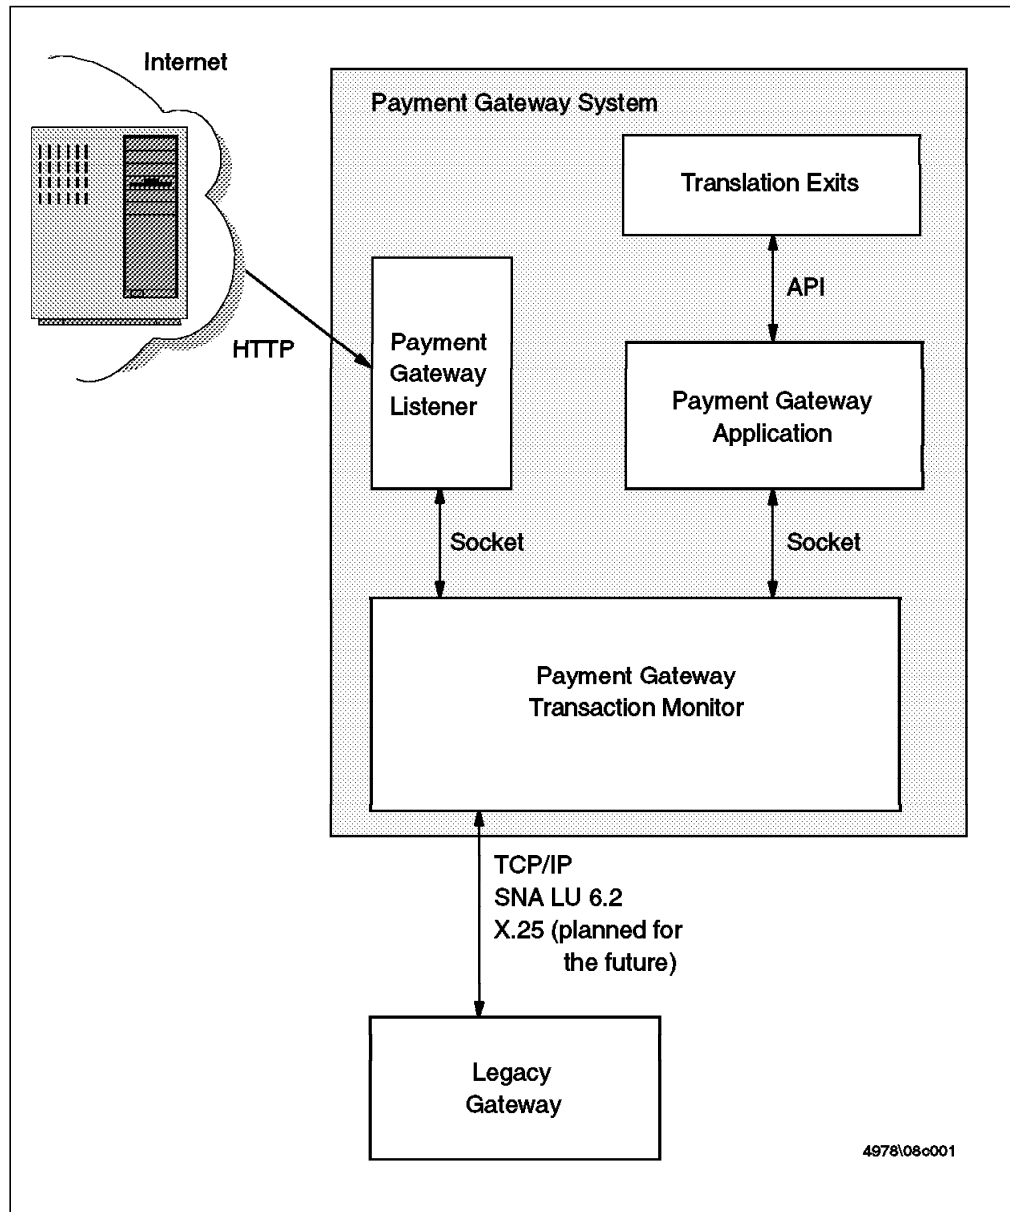 Internet
Payment Gateway System
Translation Exits
API
HTTP
Payment
Gateway
Listener
Payment Gateway
Application
Socket
Socket
Payment Gateway
Transaction Monitor
TCP/IP
SNA LU 6.2
X.25 (planned for
the future)
Legacy
Gateway
4978\08c001